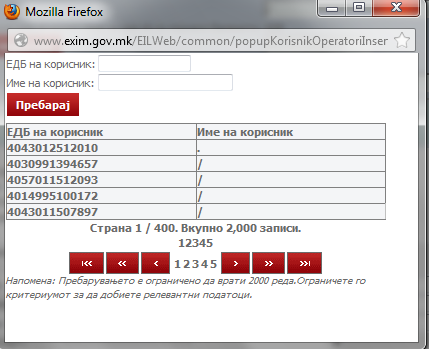 Mozilla Firefox
www.exim.gov.mk/EILWeb/common/popupKorisnikOperatoriInser
ЕДБ на корисник:
Име на корисник:
Пребарај
ЕДБ на корисник Име на корисник
4043012512010 .
4030991394657 /
4057011512093 /
4014995100172 /
4043011507897 /
Страна 1 / 400. Вкупно 2,000 записи.
12345
1 2 3 4 5
Напомена: Пребарувањето е ограничено да врати 2000 реда.Ограничете го
критериумот за да добиете релевантни податоци.